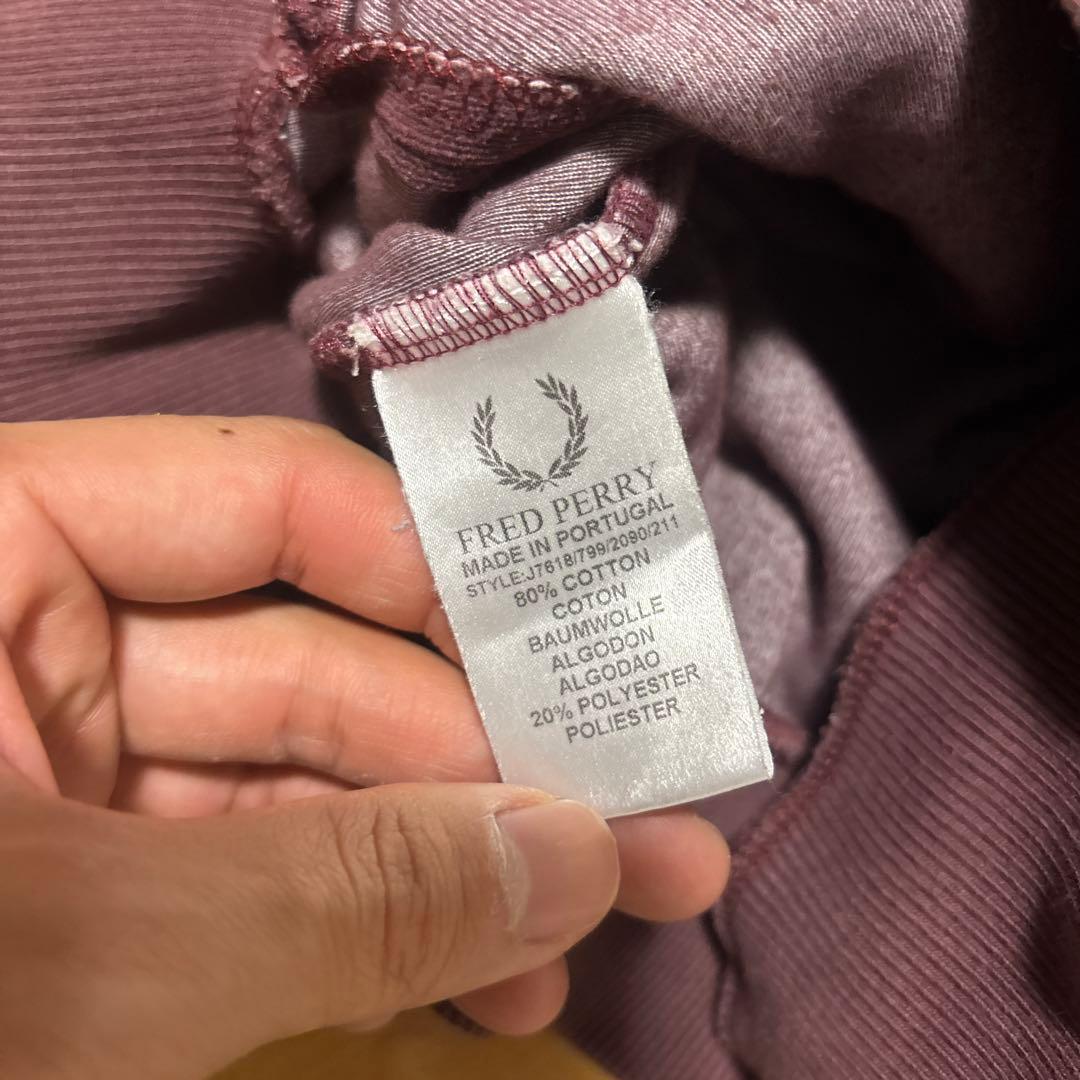 FRED PERRY
MADE IN PORTUGAL
STYLE:J7618/799/2090/211
80% COTTON
COTON
BAUMWOLLE
ALGODON
ALGODAO
20% POLYESTER
POLIESTER